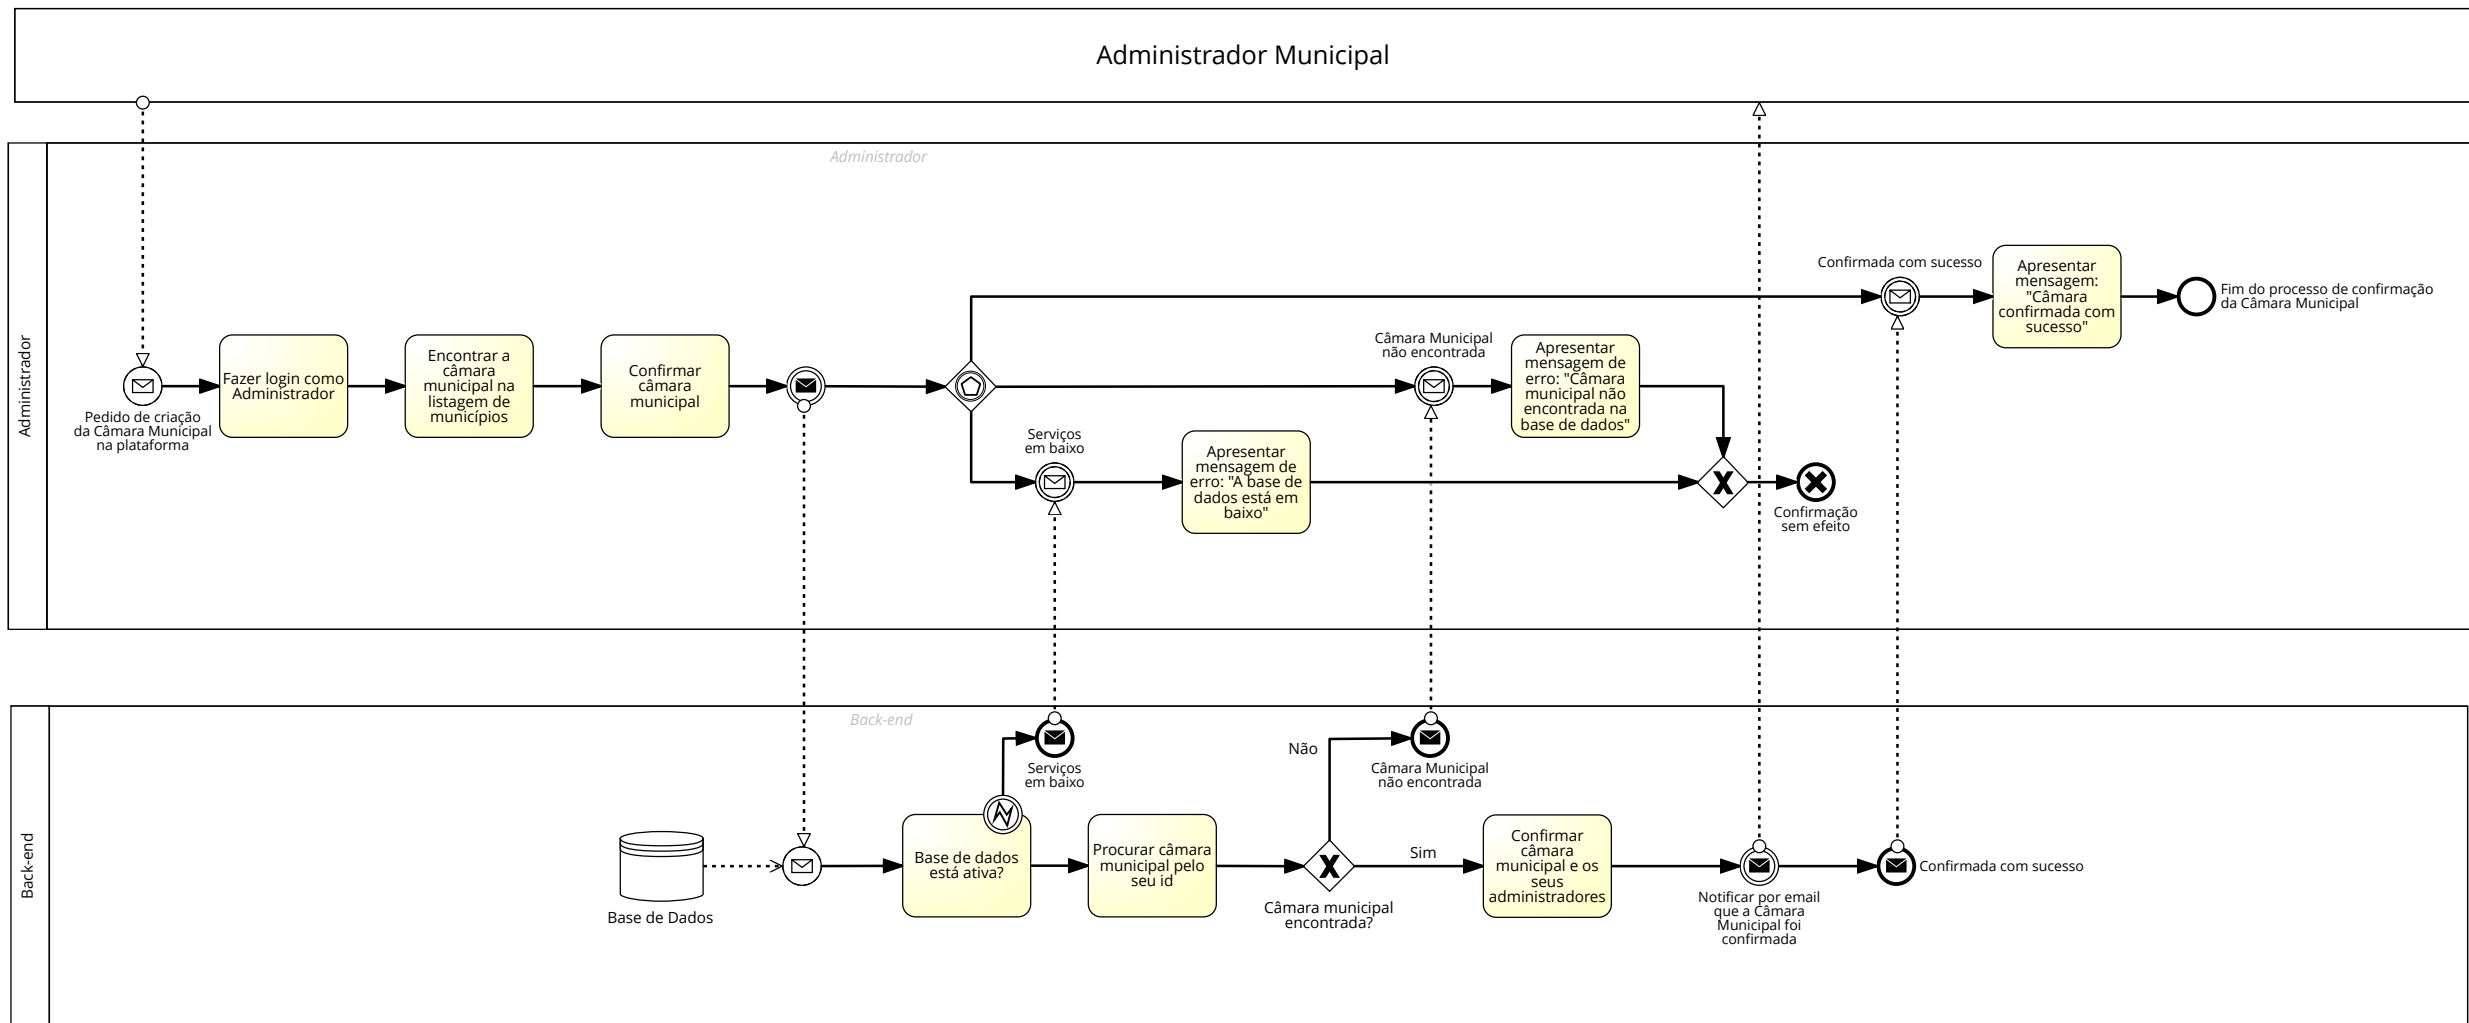 Administrador Municipal
Administrador
Administrador
Pedido de criação
da Câmara Municipal
na plataforma
Fazer login como
Administrador
Encontrar a
câmara
municipal na
listagem de
municípios
Confirmar
câmara
municipal
Serviços
em baixo
Apresentar
mensagem de
erro: "A base de
dados está em
baixo"
Câmara Municipal
não encontrada
Apresentar
mensagem de
erro: "Câmara
municipal não
encontrada na
base de dados"
Confirmação
sem efeito
Confirmada com sucesso
Apresentar
mensagem:
"Câmara
confirmada com
sucesso"
Fim do processo de confirmação
da Câmara Municipal
Back-end
Back-end
Base de Dados
Base de dados
está ativa?
Serviços
em baixo
Procurar câmara
municipal pelo
seu id
Câmara municipal
encontrada?
Não
Câmara Municipal
não encontrada
Sim
Confirmar
câmara
municipal e os
seus
administradores
Notificar por email
que a Câmara
Municipal foi
confirmada
Confirmada com sucesso